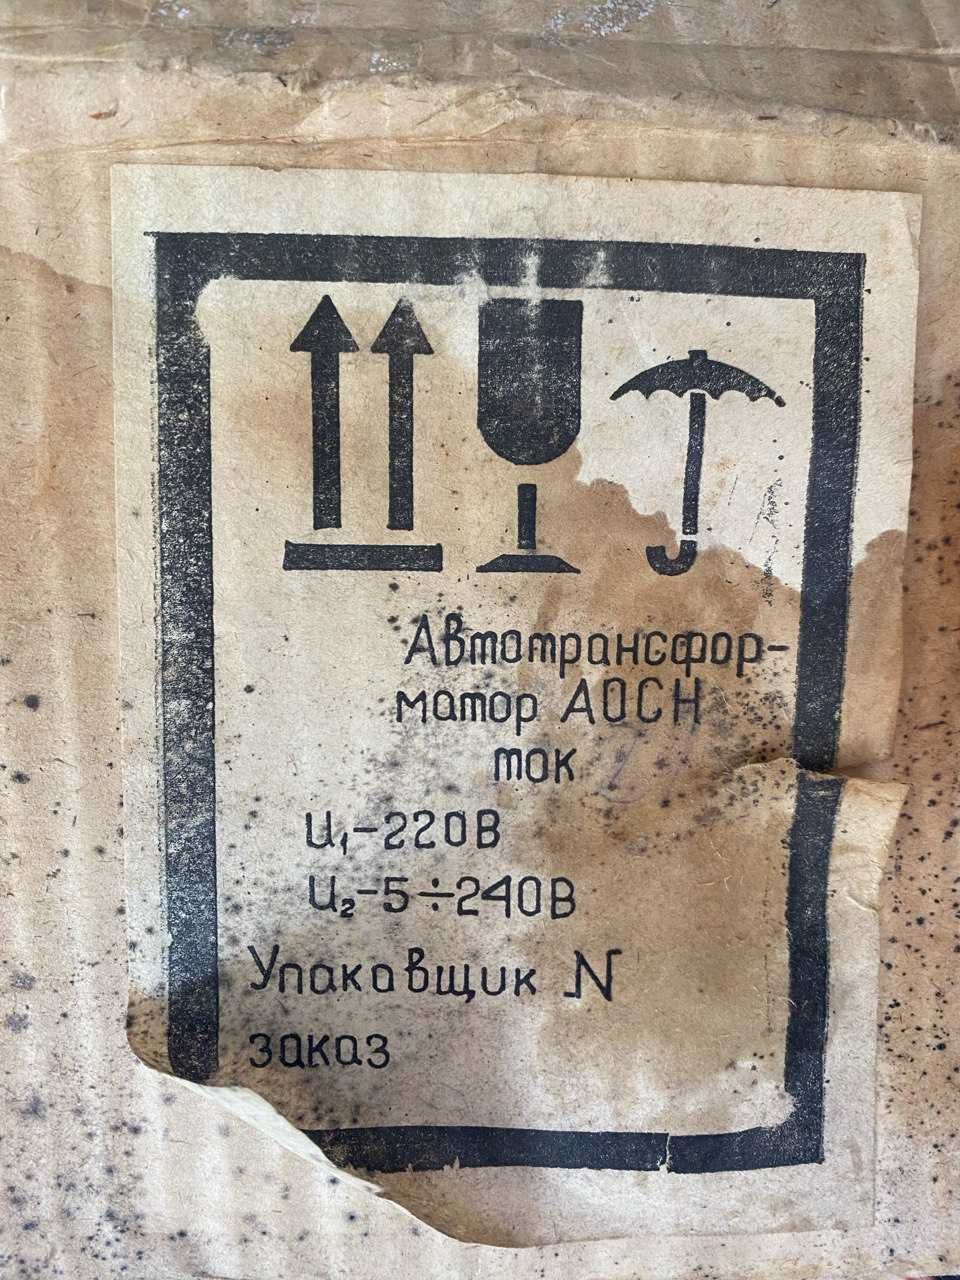 Автотрансфор-
матор АОСН
ток
U₁-220В
U₂-5÷240В
Упаковщик N
заказ